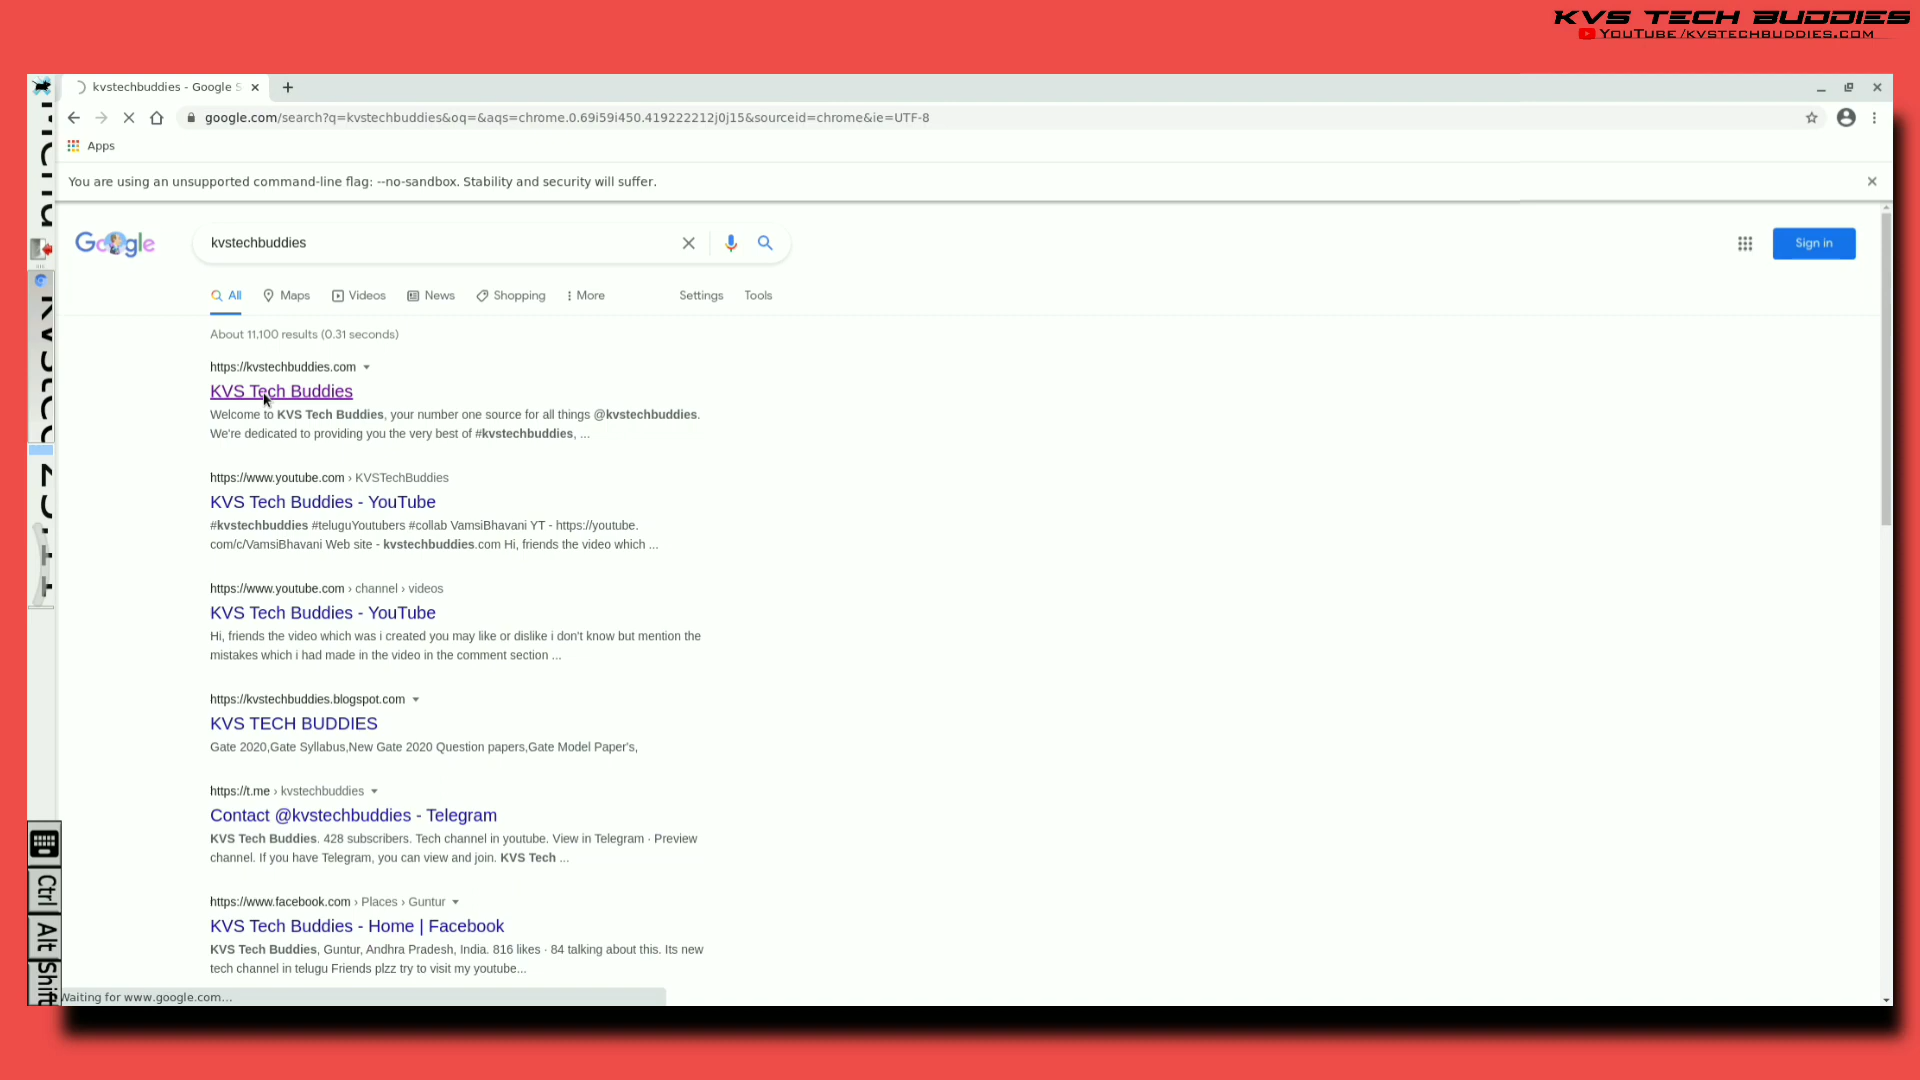 KVS TECH BUDDIES
YOUTUBE/KVSTECHBUDDIES.COM
kvstechbuddies - Google S
google.com/search?q=kvstechbuddies&oq=&aqs=chrome.0.69i59i450.419222212j0j15&sourceid=chrome&ie=UTF-8
Apps
You are using an unsupported command-line flag: --no-sandbox. Stability and security will suffer.
Google
kvstechbuddies
Sign in
All Maps Videos News Shopping More Settings Tools
About 11,100 results (0.31 seconds)
https://kvstechbuddies.com
KVS Tech Buddies
Welcome to KVS Tech Buddies, your number one source for all things @kvstechbuddies.
We're dedicated to providing you the very best of #kvstechbuddies, ...
https://www.youtube.com › KVSTechBuddies
KVS Tech Buddies - YouTube
#kvstechbuddies #teluguYoutubers #collab VamsiBhavani YT - https://youtube.
com/c/VamsiBhavani Web site - kvstechbuddies.com Hi, friends the video which ...
https://www.youtube.com › channel › videos
KVS Tech Buddies - YouTube
Hi, friends the video which was i created you may like or dislike i don't know but mention the
mistakes which i had made in the video in the comment section ...
https://kvstechbuddies.blogspot.com
KVS TECH BUDDIES
Gate 2020,Gate Syllabus,New Gate 2020 Question papers,Gate Model Paper's,
https://t.me › kvstechbuddies
Contact @kvstechbuddies - Telegram
KVS Tech Buddies. 428 subscribers. Tech channel in youtube. View in Telegram · Preview
channel. If you have Telegram, you can view and join. KVS Tech ...
https://www.facebook.com › Places › Guntur
KVS Tech Buddies - Home | Facebook
KVS Tech Buddies, Guntur, Andhra Pradesh, India. 816 likes · 84 talking about this. Its new
tech channel in telugu Friends plzz try to visit my youtube...
Waiting for www.google.com...
Ctrl
Alt
Shift